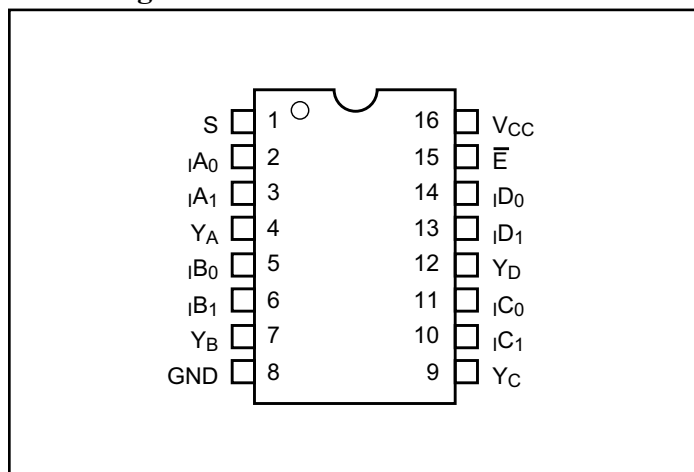 S 1 16 VCC
IA0 2 15 E̅
IA1 3 14 ID0
YA 4 13 ID1
IB0 5 12 YD
IB1 6 11 IC0
YB 7 10 IC1
GND 8 9 YC